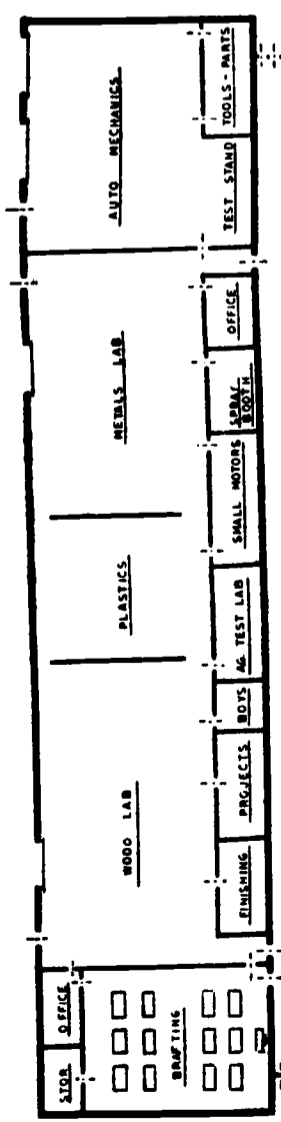 AUTO MECHANICS
TOOLS-PARTS
TEST STAND
METALS LAB
OFFICE
SPRAY
BOOTH
SMALL MOTORS
PLASTICS
AG TEST LAB
BOYS
WOOD LAB
PROJECTS
FINISHING
OFFICE
STOR
DRAFTING